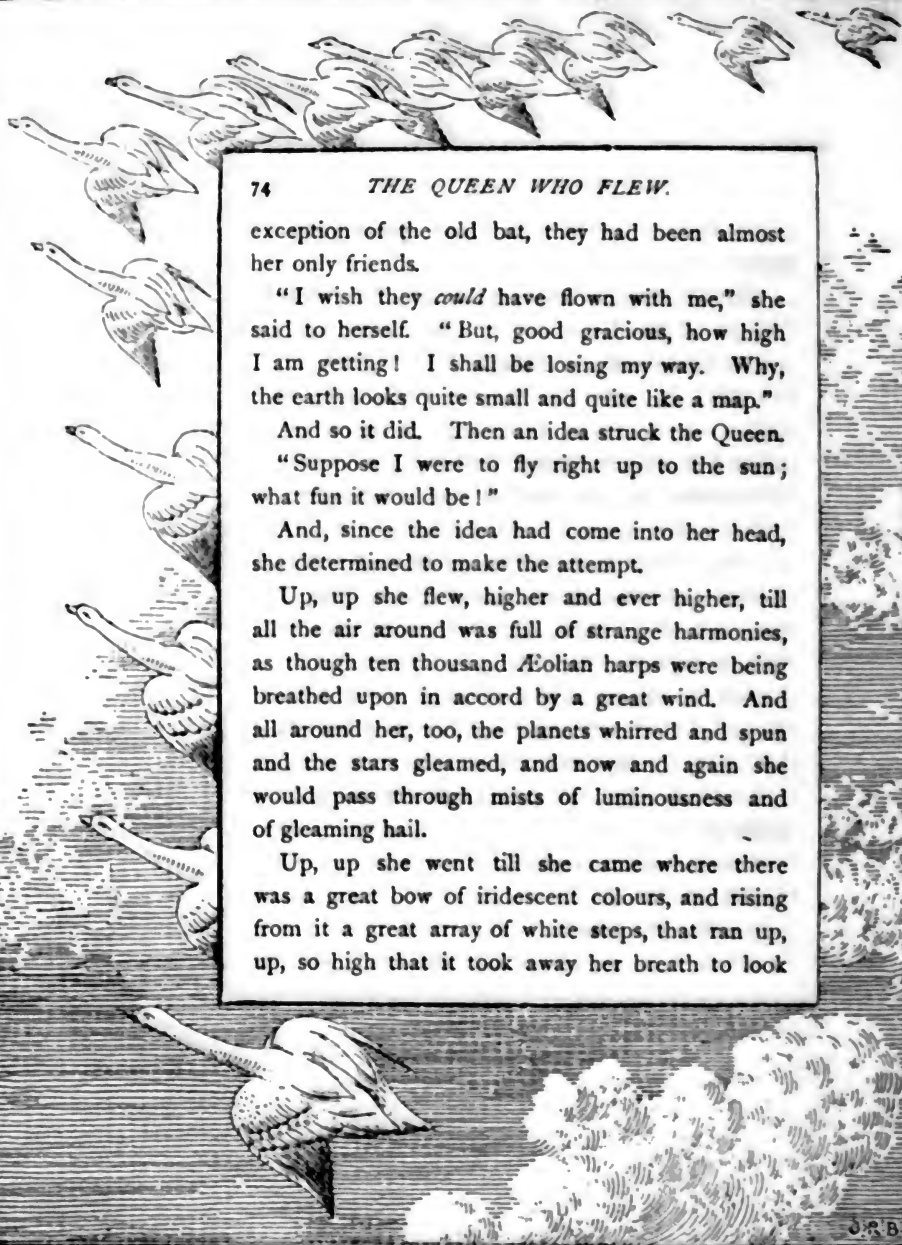 74 THE QUEEN WHO FLEW.
exception of the old bat, they had been almost
her only friends.
"I wish they could have flown with me," she
said to herself. "But, good gracious, how high
I am getting! I shall be losing my way. Why,
the earth looks quite small and quite like a map."
And so it did. Then an idea struck the Queen.
"Suppose I were to fly right up to the sun;
what fun it would be!"
And, since the idea had come into her head,
she determined to make the attempt.
Up, up she flew, higher and ever higher, till
all the air around was full of strange harmonies,
as though ten thousand Æolian harps were being
breathed upon in accord by a great wind. And
all around her, too, the planets whirred and spun
and the stars gleamed, and now and again she
would pass through mists of luminousness and
of gleaming hail.
Up, up she went till she came where there
was a great bow of iridescent colours, and rising
from it a great array of white steps, that ran up,
up, so high that it took away her breath to look